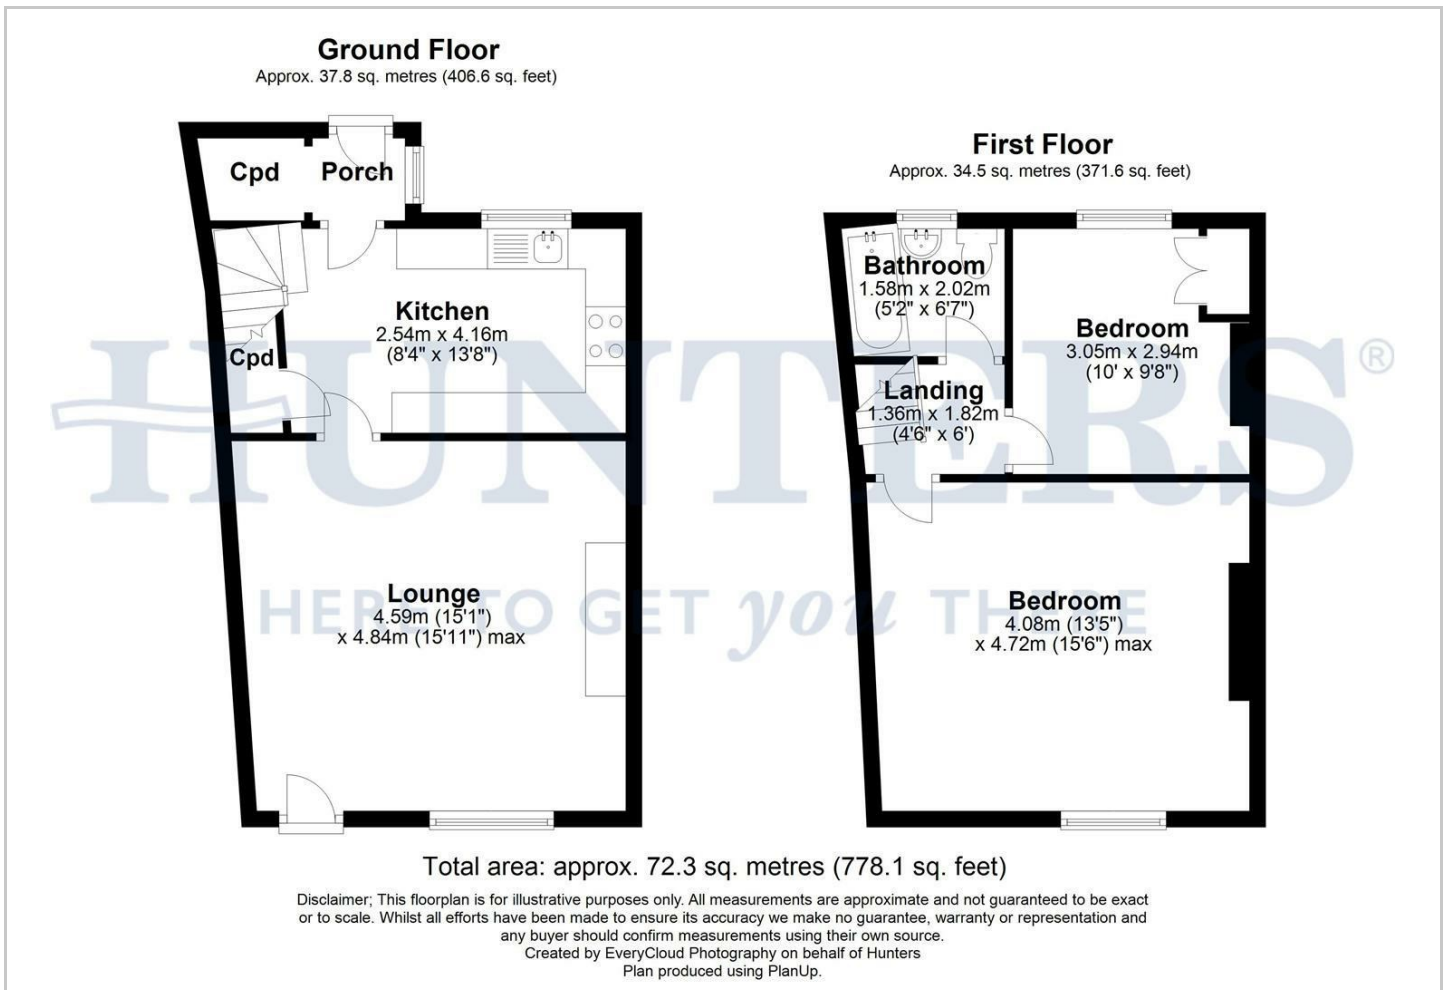 Ground Floor
Approx. 37.8 sq. metres (406.6 sq. feet)
Cpd
Porch
Kitchen
2.54m x 4.16m
(8'4" x 13'8")
Cpd
Lounge
4.59m (15'1")
x 4.84m (15'11") max
First Floor
Approx. 34.5 sq. metres (371.6 sq. feet)
Bathroom
1.58m x 2.02m
(5'2" x 6'7")
Bedroom
3.05m x 2.94m
(10' x 9'8")
Landing
1.36m x 1.82m
(4'6" x 6')
Bedroom
4.08m (13'5")
x 4.72m (15'6") max
HUNTERS®
HERE TO GET you THERE
Total area: approx. 72.3 sq. metres (778.1 sq. feet)
Disclaimer; This floorplan is for illustrative purposes only. All measurements are approximate and not guaranteed to be exact
or to scale. Whilst all efforts have been made to ensure its accuracy we make no guarantee, warranty or representation and
any buyer should confirm measurements using their own source.
Created by EveryCloud Photography on behalf of Hunters
Plan produced using PlanUp.